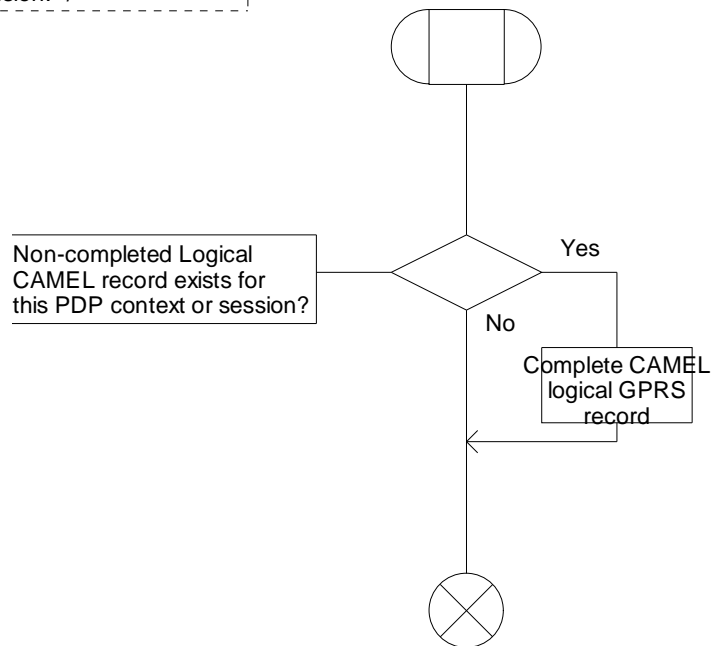 Non-completed Logical
CAMEL record exists for
this PDP context or session?
Yes
No
Complete CAMEL
logical GPRS
record